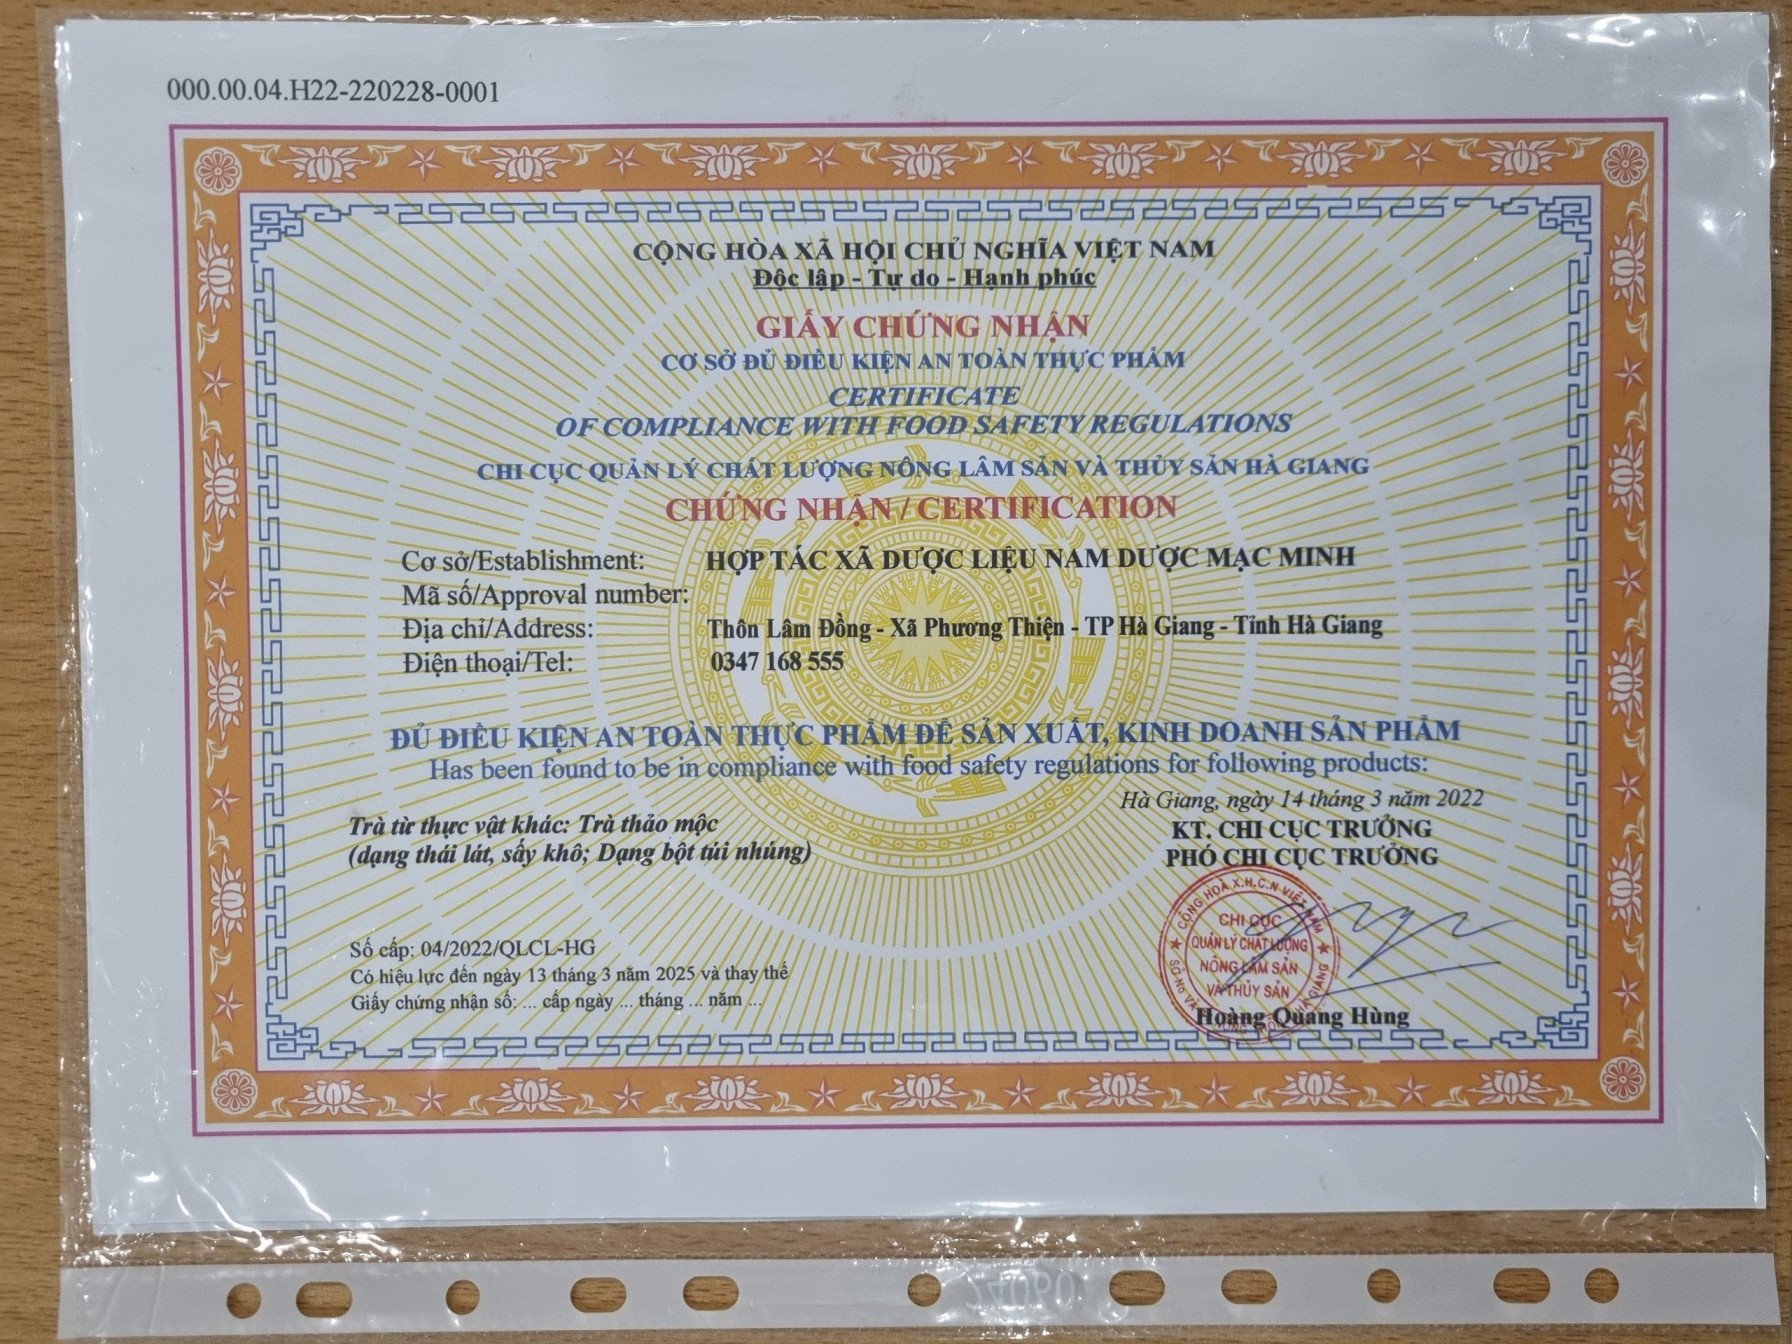 000.00.04.H22-220228-0001
CỘNG HÒA XÃ HỘI CHỦ NGHĨA VIỆT NAM
Độc lập - Tự do - Hạnh phúc
GIẤY CHỨNG NHẬN
CƠ SỞ ĐỦ ĐIỀU KIỆN AN TOÀN THỰC PHẨM
CERTIFICATE
OF COMPLIANCE WITH FOOD SAFETY REGULATIONS
CHI CỤC QUẢN LÝ CHẤT LƯỢNG NÔNG LÂM SẢN VÀ THỦY SẢN HÀ GIANG
CHỨNG NHẬN / CERTIFICATION
Cơ sở/Establishment: HỢP TÁC XÃ DƯỢC LIỆU NAM DƯỢC MẠC MINH
Mã số/Approval number:
Địa chỉ/Address: Thôn Lâm Đồng - Xã Phương Thiện - TP Hà Giang - Tỉnh Hà Giang
Điện thoại/Tel: 0347 168 555
ĐỦ ĐIỀU KIỆN AN TOÀN THỰC PHẨM ĐỂ SẢN XUẤT, KINH DOANH SẢN PHẨM
Has been found to be in compliance with food safety regulations for following products:
Hà Giang, ngày 14 tháng 3 năm 2022
Trà từ thực vật khác: Trà thảo mộc
(dạng thái lát, sấy khô; Dạng bột túi nhúng)
KT. CHI CỤC TRƯỞNG
PHÓ CHI CỤC TRƯỞNG
CỘNG HOÀ X.H.C.N VIỆT NAM
CHI CỤC
QUẢN LÝ CHẤT LƯỢNG
NÔNG LÂM SẢN
VÀ THỦY SẢN
Hoàng Quang Hùng
Số cấp: 04/2022/QLCL-HG
Có hiệu lực đến ngày 13 tháng 3 năm 2025 và thay thế
Giấy chứng nhận số: ... cấp ngày ... tháng ... năm ...